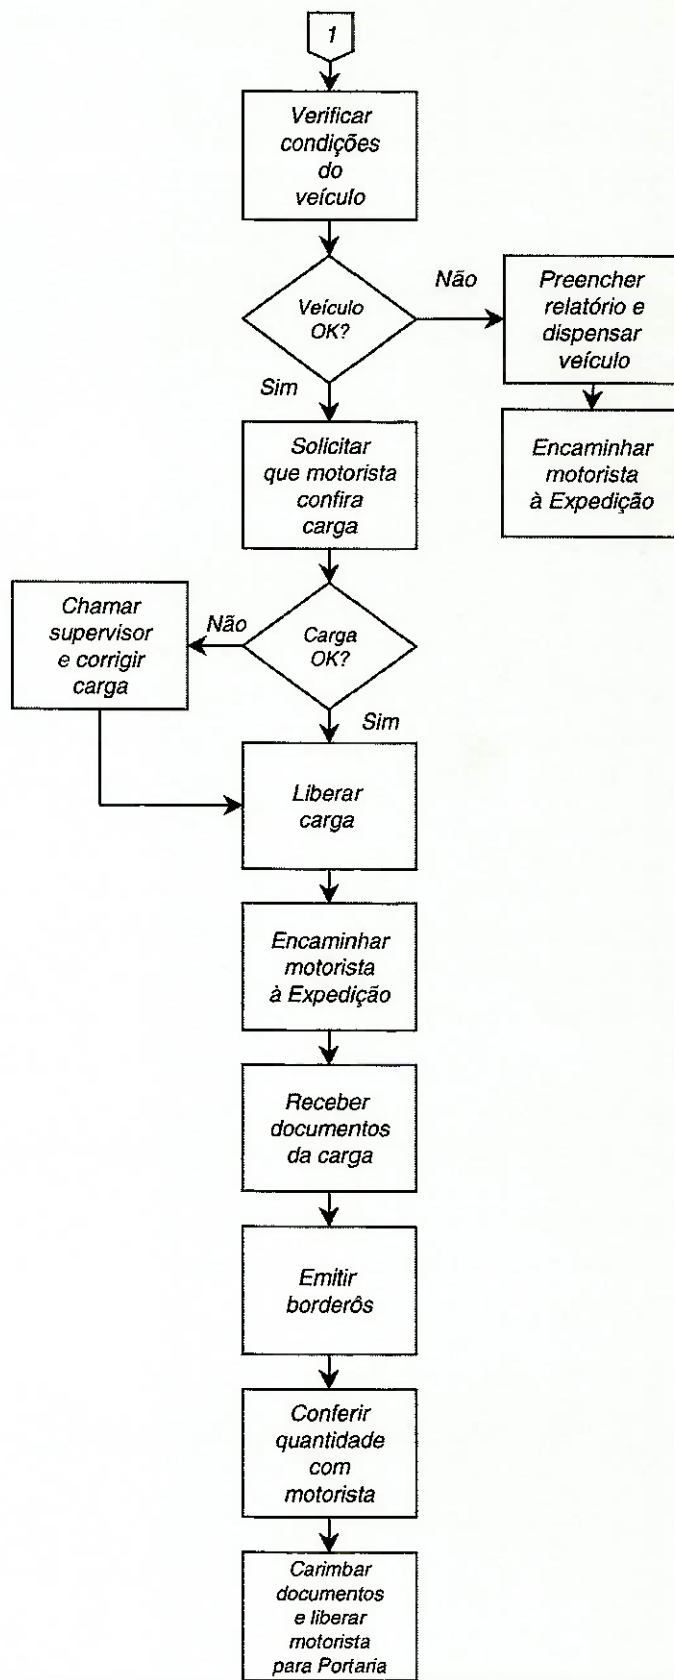 1
Verificar
condições
do
veículo
Veículo
OK?
Não
Preencher
relatório e
dispensar
veículo
Encaminhar
motorista
à Expedição
Sim
Solicitar
que motorista
confira
carga
Carga
OK?
Não
Chamar
supervisor
e corrigir
carga
Sim
Liberar
carga
Encaminhar
motorista
à Expedição
Receber
documentos
da carga
Emitir
borderôs
Conferir
quantidade
com
motorista
Carimbar
documentos
e liberar
motorista
para Portaria